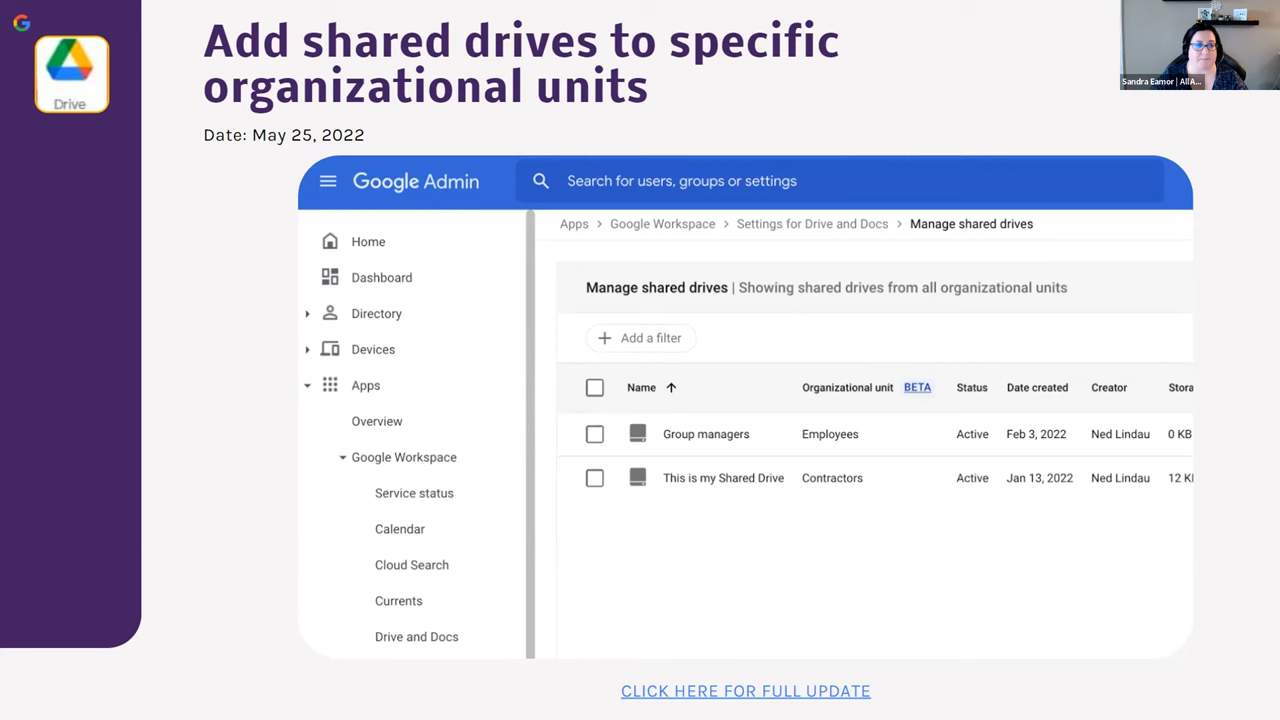 Add shared drives to specific
organizational units
Drive
Date: May 25, 2022
Sandra Eamor | All A...
Google Admin
Search for users, groups or settings
Apps > Google Workspace > Settings for Drive and Docs > Manage shared drives
Home
Dashboard
Directory
Devices
Apps
Overview
Google Workspace
Service status
Calendar
Cloud Search
Currents
Drive and Docs
Manage shared drives | Showing shared drives from all organizational units
+ Add a filter
Name Organizational unit BETA Status Date created Creator Stora
Group managers Employees Active Feb 3, 2022 Ned Lindau 0 KB
This is my Shared Drive Contractors Active Jan 13, 2022 Ned Lindau 12 K
CLICK HERE FOR FULL UPDATE